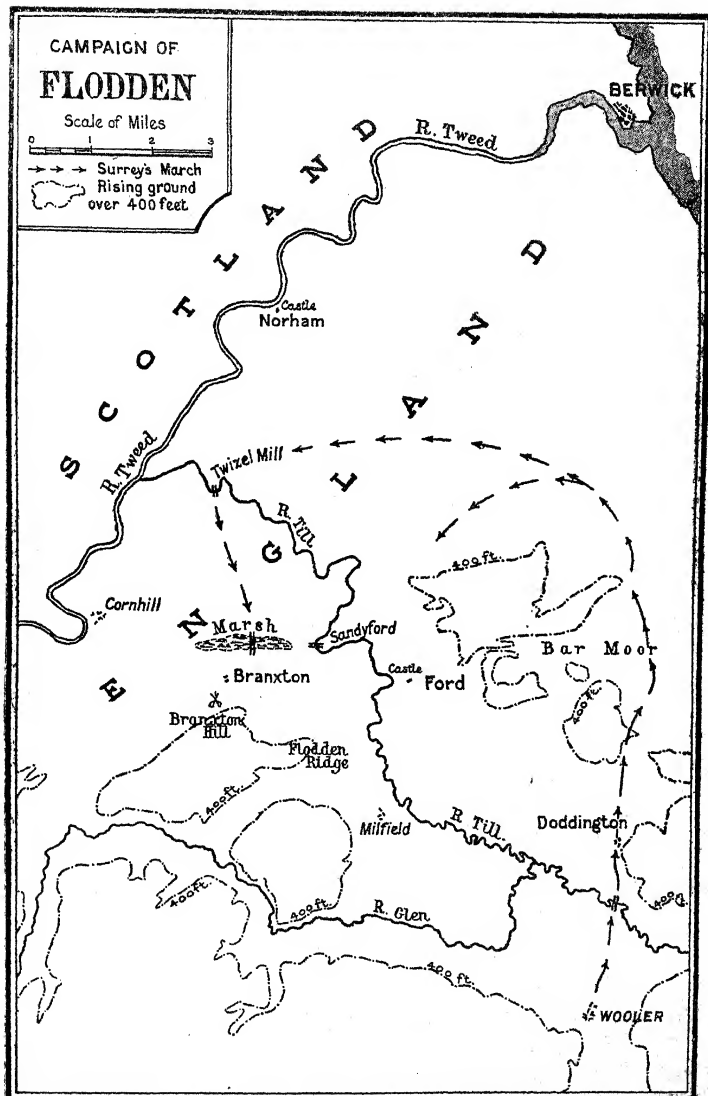 CAMPAIGN OF
FLODDEN
Scale of Miles
0 1 2 3
Surrey's March
Rising ground
over 400 feet
BERWICK
R. Tweed
SCOTLAND
ENGLAND
Castle
Norham
R. Tweed
Twizel Mill
R. Till
400 ft.
Cornhill
Marsh
Sandyford
Bar Moor
Castle
Ford
Branxton
400 ft.
Branxton
Hill
Flodden
Ridge
400 ft.
Milfield
R. Till.
Doddington
400 ft.
400 ft.
R. Glen
400 ft.
400 ft.
WOOLER